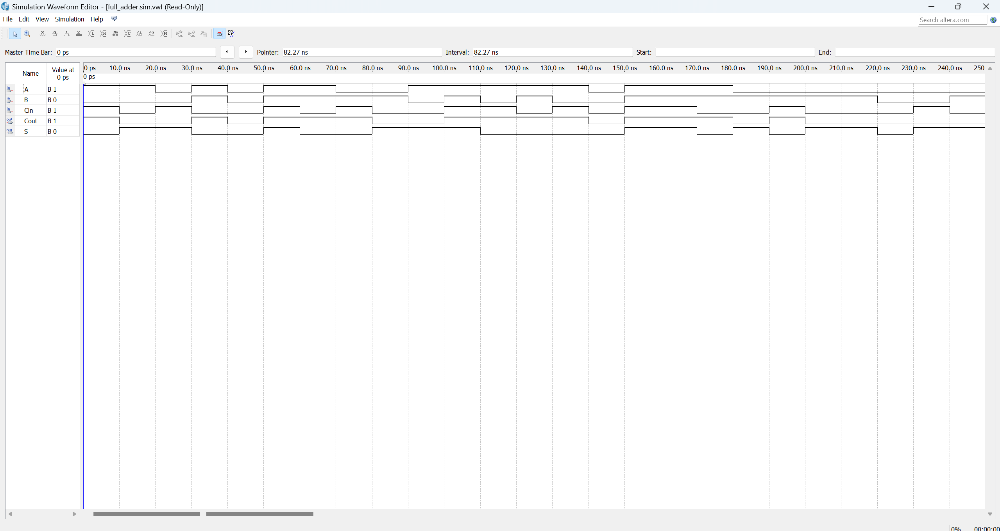 Simulation Waveform Editor - [full_adder.sim.vwf (Read-Only)]
File Edit View Simulation Help
Search altera.com
Master Time Bar: 0 ps Pointer: 82.27 ns Interval: 82.27 ns Start: End:
Name Value at 0 ps
0 ps 10.0 ns 20.0 ns 30.0 ns 40.0 ns 50.0 ns 60.0 ns 70.0 ns 80.0 ns 90.0 ns 100.0 ns 110.0 ns 120.0 ns 130.0 ns 140.0 ns 150.0 ns 160.0 ns 170.0 ns 180.0 ns 190.0 ns 200.0 ns 210.0 ns 220.0 ns 230.0 ns 240.0 ns 250
0 ps
in A B 1
in B B 0
in Cin B 1
out Cout B 1
out S B 0
0% 00:00:00